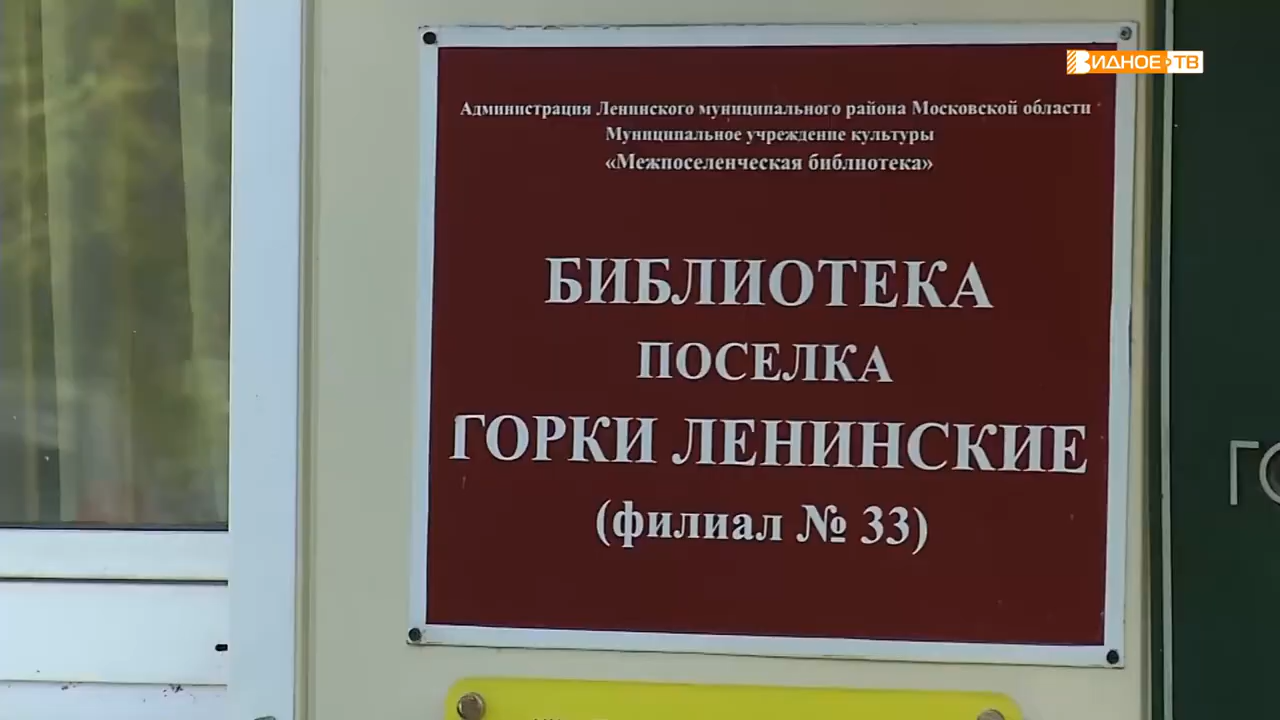 ВИДНОЕ ТВ
Администрация Ленинского муниципального района Московской области
Муниципальное учреждение культуры
«Межпоселенческая библиотека»
БИБЛИОТЕКА
ПОСЕЛКА
ГОРКИ ЛЕНИНСКИЕ
(филиал № 33)